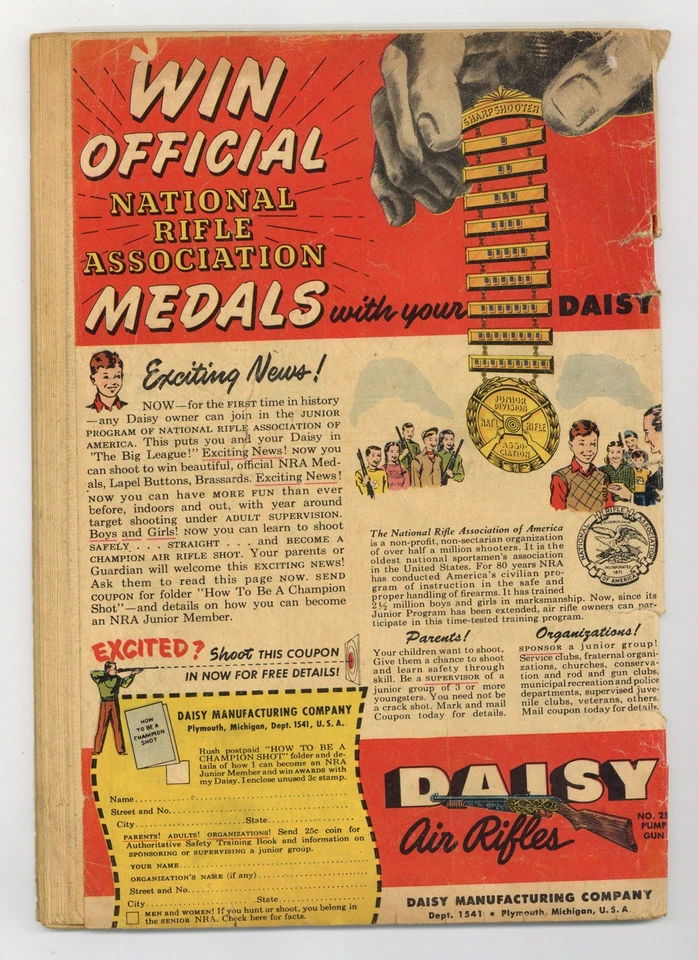 WIN
OFFICIAL
NATIONAL
RIFLE
ASSOCIATION
MEDALS with your DAISY
SHARPSHOOTER
JUNIOR
DIVISION
NAT'L RIFLE
ASSO-
CIATION
Exciting News!
NOW—for the FIRST time in history
—any Daisy owner can join in the JUNIOR
PROGRAM OF NATIONAL RIFLE ASSOCIATION OF
AMERICA. This puts you and your Daisy in
"The Big League!" Exciting News! NOW you
can shoot to win beautiful, official NRA Med-
als, Lapel Buttons, Brassards. Exciting News!
NOW you can have MORE FUN than ever
before, indoors and out, with year around
target shooting under ADULT SUPERVISION.
Boys and Girls! NOW you can learn to shoot
SAFELY . . . STRAIGHT . . . and BECOME A
CHAMPION AIR RIFLE SHOT. Your parents or
Guardian will welcome this EXCITING NEWS!
Ask them to read this page NOW. SEND
COUPON for folder "How To Be A Champion
Shot"—and details on how you can become
an NRA Junior Member.
NATIONAL RIFLE ASSOCIATION
INCORPORATED
1871
OF AMERICA
The National Rifle Association of America
is a non-profit, non-sectarian organization
of over half a million shooters. It is the
oldest national sportsmen's association
in the United States. For 80 years NRA
has conducted America's civilian pro-
gram of instruction in the safe and
proper handling of firearms. It has trained
2½ million boys and girls in marksmanship. Now, since its
Junior Program has been extended, air rifle owners can par-
ticipate in this time-tested training program.
Parents!
Your children want to shoot.
Give them a chance to shoot
and learn safety through
skill. Be a SUPERVISOR of a
junior group of 3 or more
youngsters. You need not be
a crack shot. Mark and mail
Coupon today for details.
Organizations!
SPONSOR a junior group!
Service clubs, fraternal organi-
zations, churches, conserva-
tion and rod and gun clubs,
municipal recreation and police
departments, supervised juve-
nile clubs, veterans, others.
Mail coupon today for details.
EXCITED? Shoot THIS COUPON
IN NOW FOR FREE DETAILS!
HOW
TO BE A
CHAMPION
SHOT
DAISY MANUFACTURING COMPANY
Plymouth, Michigan, Dept. 1541, U. S. A.
Rush postpaid "HOW TO BE A
CHAMPION SHOT" folder and de-
tails of how I can become an NRA
Junior Member and win AWARDS with
my Daisy. I enclose unused 3c stamp.
Name
Street and No.
City State
PARENTS! ADULTS! ORGANIZATIONS! Send 25c coin for
Authoritative Safety Training Book and information on
SPONSORING or SUPERVISING a junior group.
YOUR NAME
ORGANIZATION'S NAME (if any)
Street and No.
City State
MEN and WOMEN! If you hunt or shoot, you belong in
the SENIOR NRA. Check here for facts.
DAISY
Air Rifles
NO. 25
PUMP
GUN
DAISY MANUFACTURING COMPANY
Dept. 1541 • Plymouth, Michigan, U. S. A.